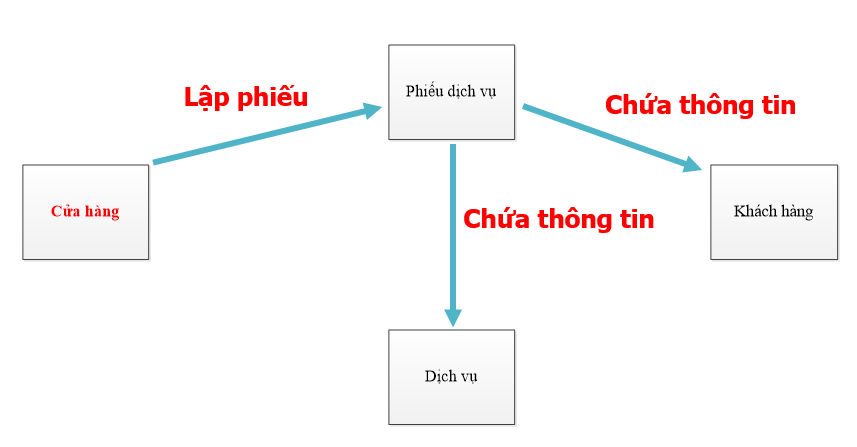 Phiếu dịch vụ
Lập phiếu
Chứa thông tin
Cửa hàng
Chứa thông tin
Khách hàng
Dịch vụ